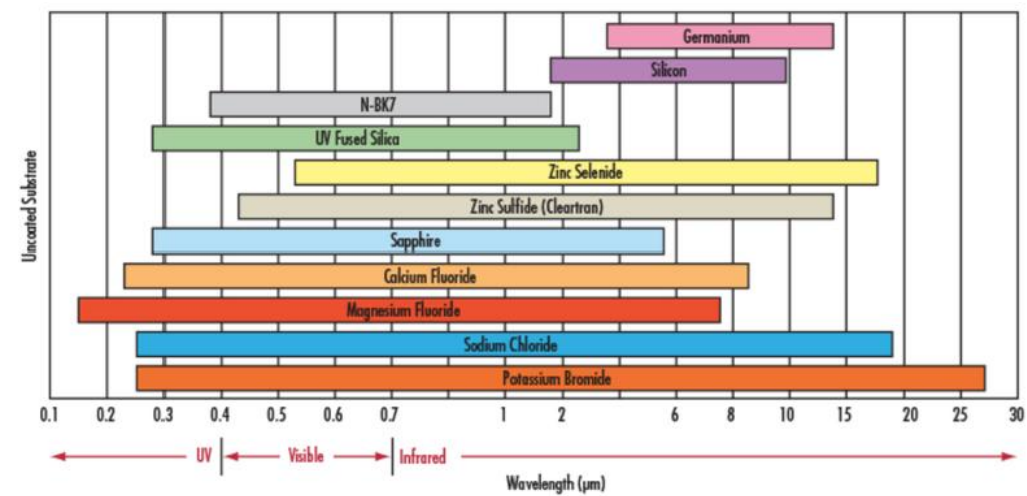 Germanium
Silicon
N-BK7
UV Fused Silica
Zinc Selenide
Zinc Sulfide (Cleartran)
Sapphire
Calcium Fluoride
Magnesium Fluoride
Sodium Chloride
Potassium Bromide
Uncoated Substrate
0.1 0.2 0.3 0.4 0.5 0.6 0.7 1 2 6 8 10 15 20 25 30
UV Visible Infrared
Wavelength (µm)